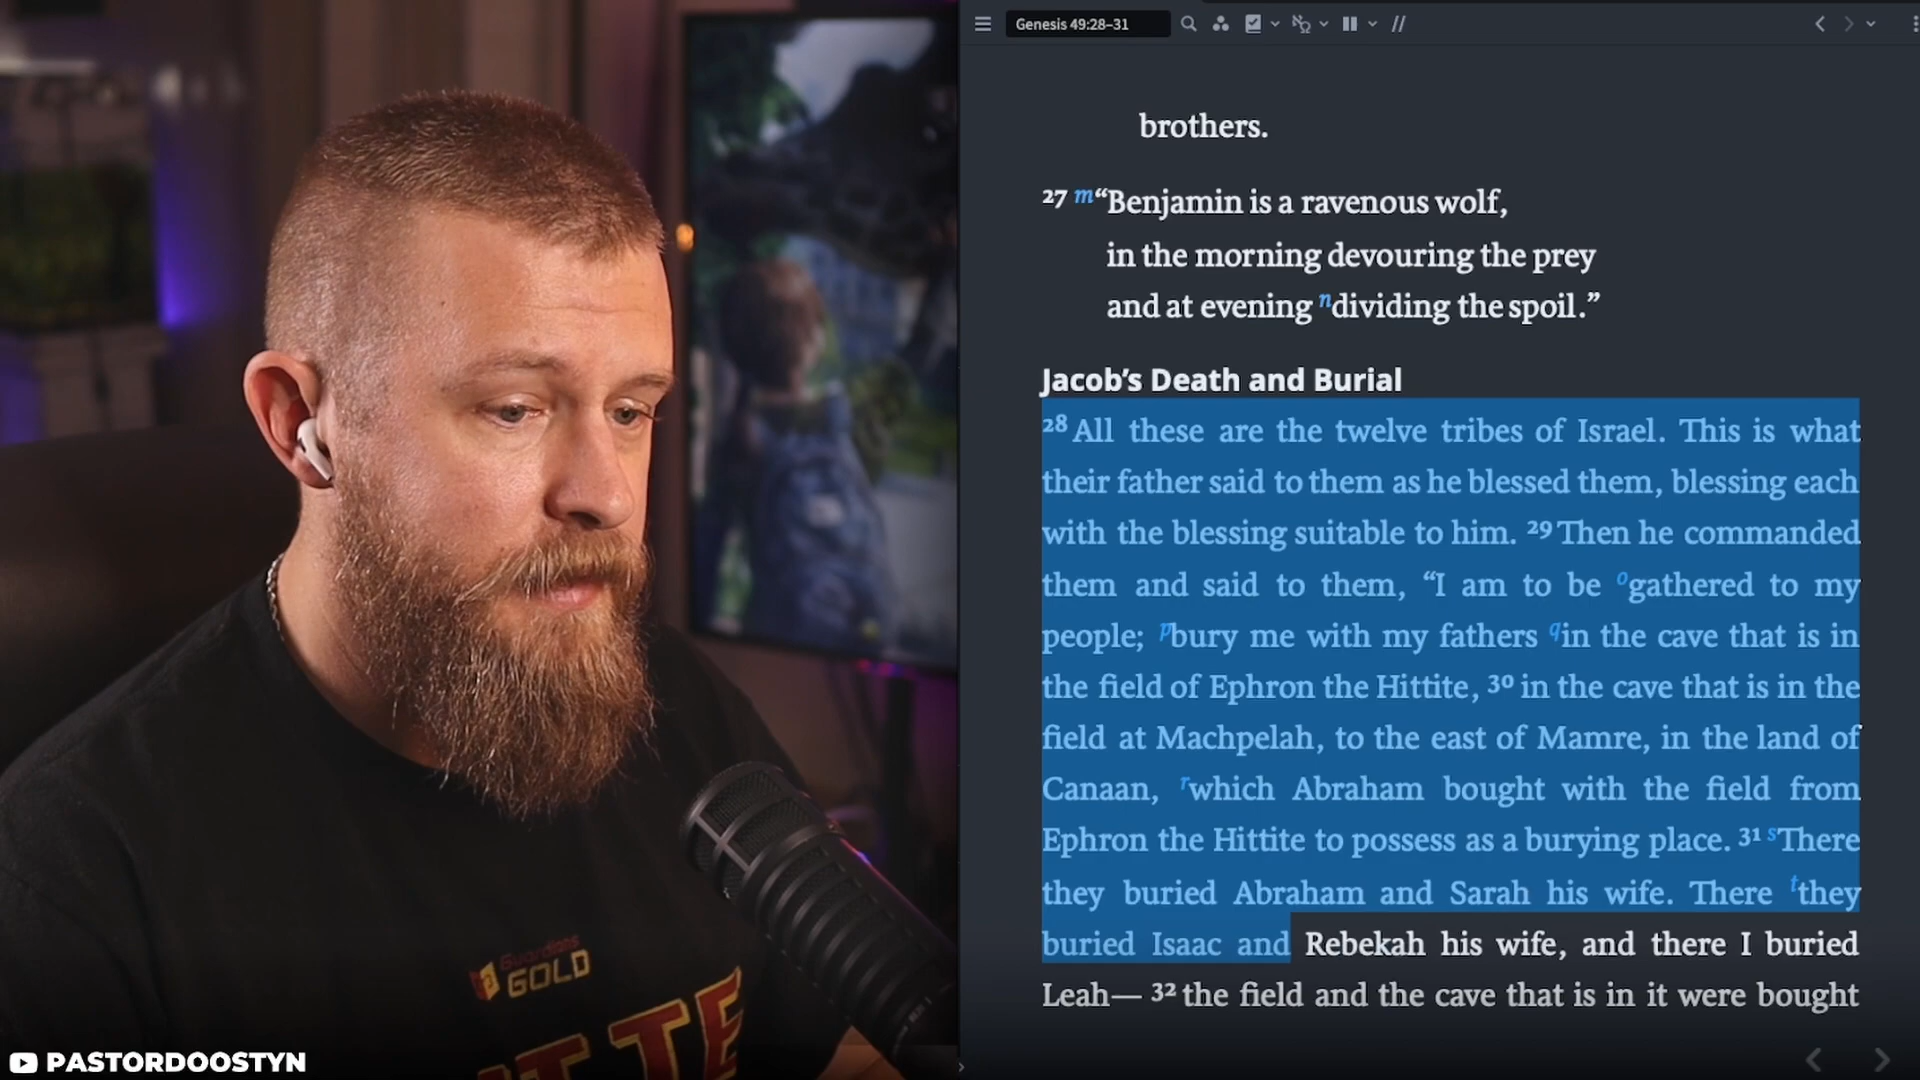 Genesis 49:28–31
brothers.
27 m“Benjamin is a ravenous wolf,
in the morning devouring the prey
and at evening ndividing the spoil.”
Jacob’s Death and Burial
28 All these are the twelve tribes of Israel. This is what
their father said to them as he blessed them, blessing each
with the blessing suitable to him. 29 Then he commanded
them and said to them, “I am to be ogathered to my
people; pbury me with my fathers qin the cave that is in
the field of Ephron the Hittite, 30 in the cave that is in the
field at Machpelah, to the east of Mamre, in the land of
Canaan, rwhich Abraham bought with the field from
Ephron the Hittite to possess as a burying place. 31 sThere
they buried Abraham and Sarah his wife. There tthey
buried Isaac and Rebekah his wife, and there I buried
Leah— 32 the field and the cave that is in it were bought
Guardians
GOLD
PASTORDOOSTYN